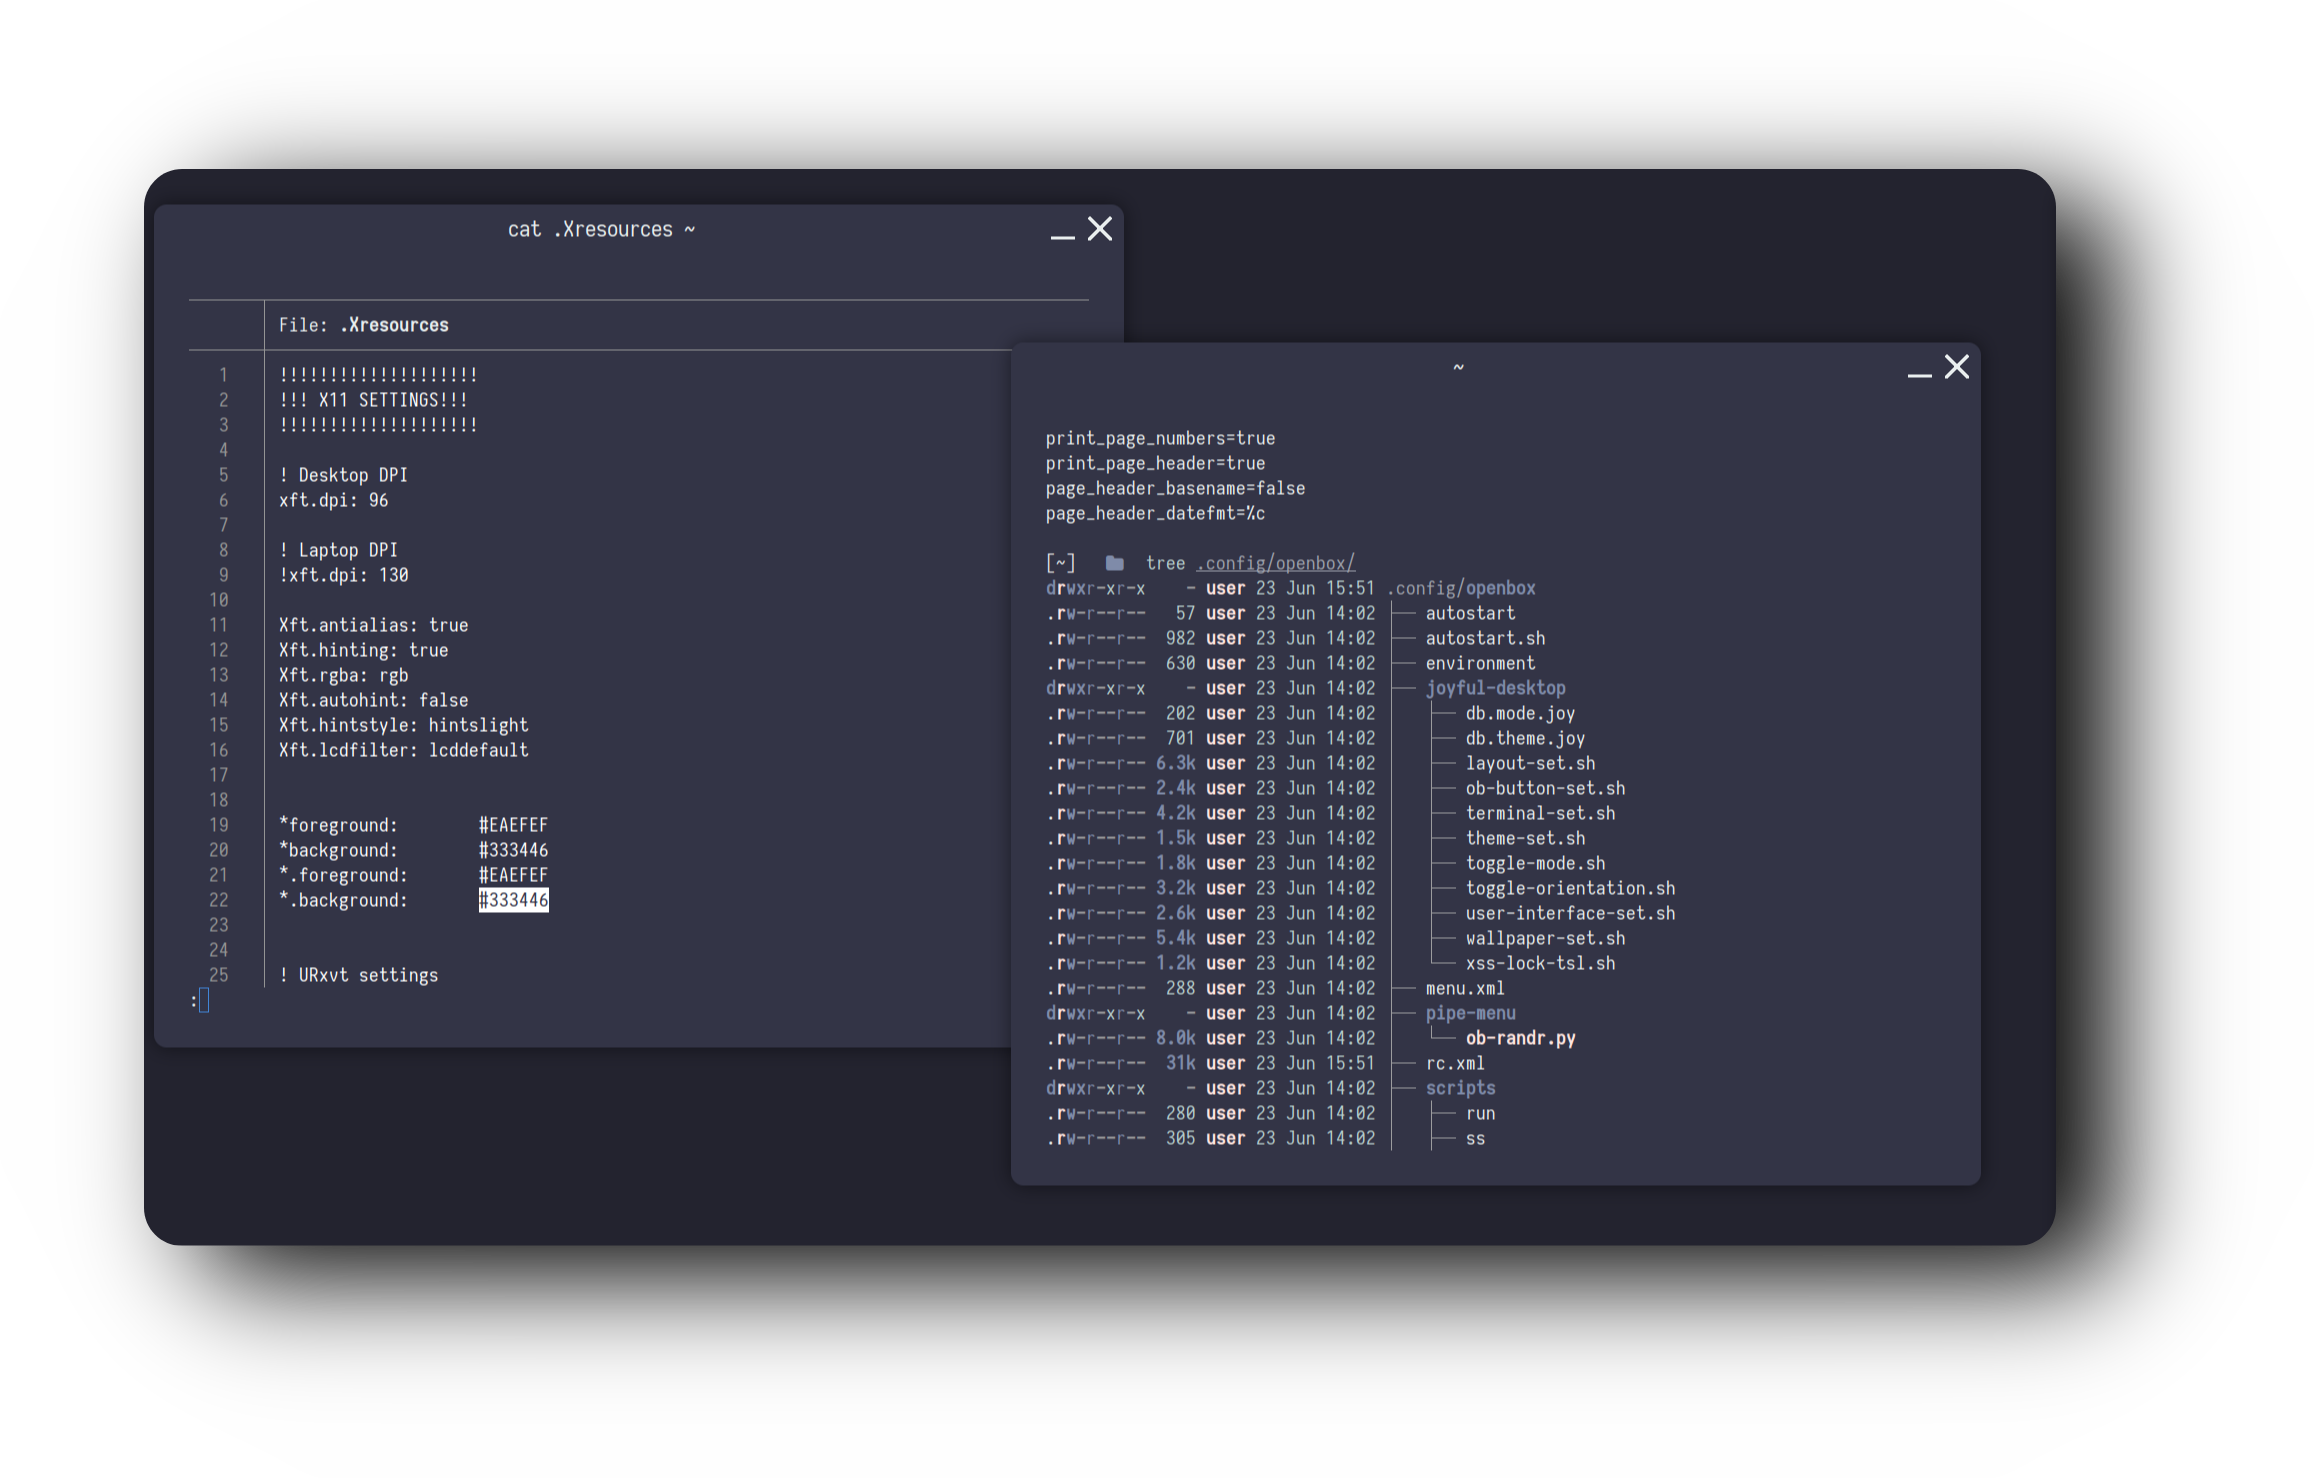 cat .Xresources ~
File: .Xresources
1 !!!!!!!!!!!!!!!!!!!!
2 !!! X11 SETTINGS!!!
3 !!!!!!!!!!!!!!!!!!!!
4
5 ! Desktop DPI
6 xft.dpi: 96
7
8 ! Laptop DPI
9 !xft.dpi: 130
10
11 Xft.antialias: true
12 Xft.hinting: true
13 Xft.rgba: rgb
14 Xft.autohint: false
15 Xft.hintstyle: hintslight
16 Xft.lcdfilter: lcddefault
17
18
19 *foreground: #EAEFEF
20 *background: #333446
21 *.foreground: #EAEFEF
22 *.background: #333446
23
24
25 ! URxvt settings
:
~
print_page_numbers=true
print_page_header=true
page_header_basename=false
page_header_datefmt=%c
[~] tree .config/openbox/
drwxr-xr-x - user 23 Jun 15:51 .config/openbox
.rw-r--r-- 57 user 23 Jun 14:02 ├── autostart
.rw-r--r-- 982 user 23 Jun 14:02 ├── autostart.sh
.rw-r--r-- 630 user 23 Jun 14:02 ├── environment
drwxr-xr-x - user 23 Jun 14:02 ├── joyful-desktop
.rw-r--r-- 202 user 23 Jun 14:02 │ ├── db.mode.joy
.rw-r--r-- 701 user 23 Jun 14:02 │ ├── db.theme.joy
.rw-r--r-- 6.3k user 23 Jun 14:02 │ ├── layout-set.sh
.rw-r--r-- 2.4k user 23 Jun 14:02 │ ├── ob-button-set.sh
.rw-r--r-- 4.2k user 23 Jun 14:02 │ ├── terminal-set.sh
.rw-r--r-- 1.5k user 23 Jun 14:02 │ ├── theme-set.sh
.rw-r--r-- 1.8k user 23 Jun 14:02 │ ├── toggle-mode.sh
.rw-r--r-- 3.2k user 23 Jun 14:02 │ ├── toggle-orientation.sh
.rw-r--r-- 2.6k user 23 Jun 14:02 │ ├── user-interface-set.sh
.rw-r--r-- 5.4k user 23 Jun 14:02 │ ├── wallpaper-set.sh
.rw-r--r-- 1.2k user 23 Jun 14:02 │ └── xss-lock-tsl.sh
.rw-r--r-- 288 user 23 Jun 14:02 ├── menu.xml
drwxr-xr-x - user 23 Jun 14:02 ├── pipe-menu
.rw-r--r-- 8.0k user 23 Jun 14:02 │ └── ob-randr.py
.rw-r--r-- 31k user 23 Jun 15:51 ├── rc.xml
drwxr-xr-x - user 23 Jun 14:02 ├── scripts
.rw-r--r-- 280 user 23 Jun 14:02 │ ├── run
.rw-r--r-- 305 user 23 Jun 14:02 │ ├── ss